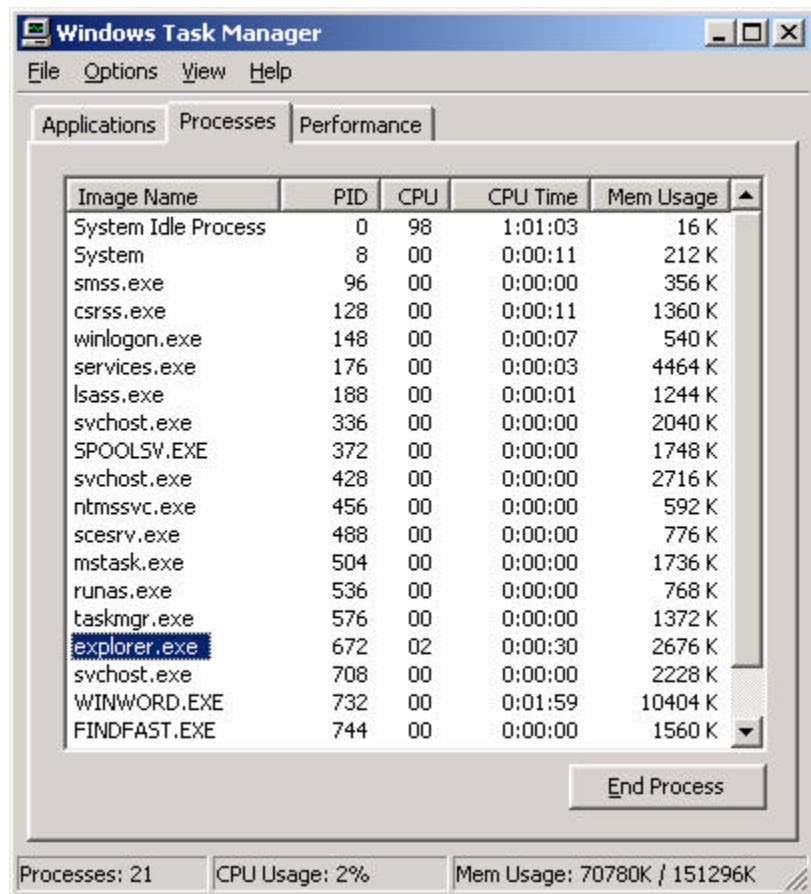 Windows Task Manager
File Options View Help
Applications Processes Performance
Image Name PID CPU CPU Time Mem Usage
System Idle Process 0 98 1:01:03 16 K
System 8 00 0:00:11 212 K
smss.exe 96 00 0:00:00 356 K
csrss.exe 128 00 0:00:11 1360 K
winlogon.exe 148 00 0:00:07 540 K
services.exe 176 00 0:00:03 4464 K
lsass.exe 188 00 0:00:01 1244 K
svchost.exe 336 00 0:00:00 2040 K
SPOOLSV.EXE 372 00 0:00:00 1748 K
svchost.exe 428 00 0:00:00 2716 K
ntmssvc.exe 456 00 0:00:00 592 K
scesrv.exe 488 00 0:00:00 776 K
mstask.exe 504 00 0:00:00 1736 K
runas.exe 536 00 0:00:00 768 K
taskmgr.exe 576 00 0:00:00 1372 K
explorer.exe 672 02 0:00:30 2676 K
svchost.exe 708 00 0:00:00 2228 K
WINWORD.EXE 732 00 0:01:59 10404 K
FINDFAST.EXE 744 00 0:00:00 1560 K
End Process
Processes: 21 CPU Usage: 2% Mem Usage: 70780K / 151296K